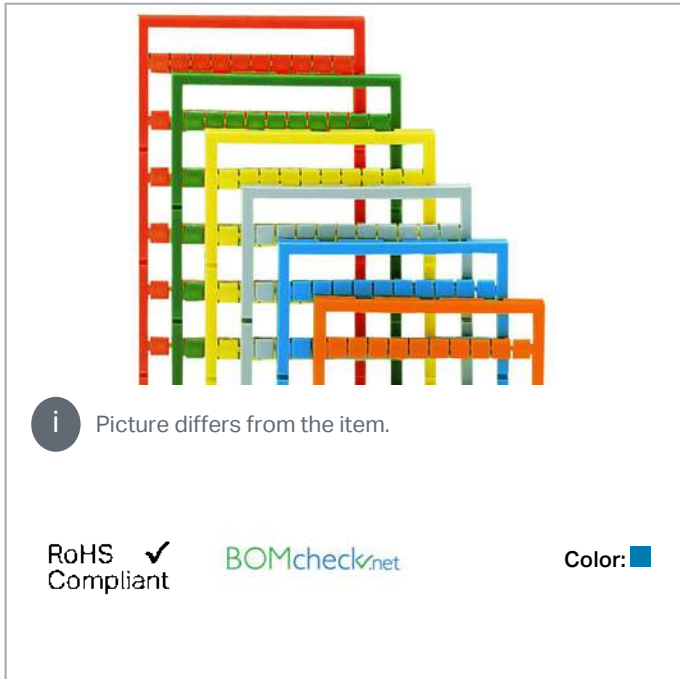 i Picture differs from the item.
RoHS ✓
Compliant
BOMcheck.net
Color: